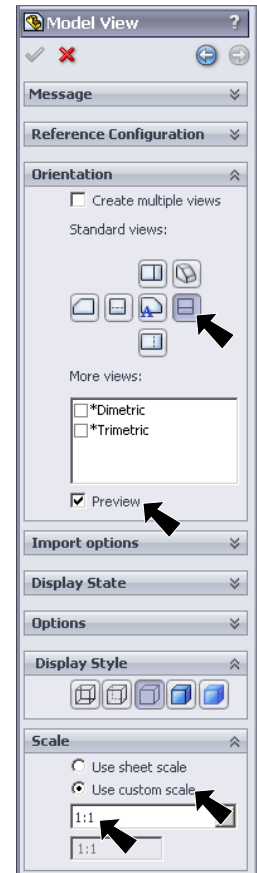 Model View ?
Message
Reference Configuration
Orientation
Create multiple views
Standard views:
A
More views:
*Dimetric
*Trimetric
Preview
Import options
Display State
Options
Display Style
Scale
Use sheet scale
Use custom scale
1:1
1:1